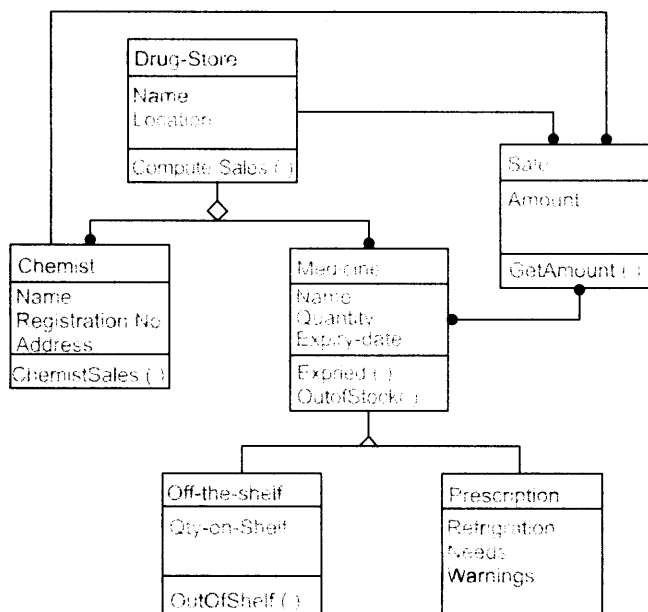 Drug-Store
Name
Location
Compute Sales ( )
Sale
Amount
GetAmount ( )
Chemist
Name
Registration No
Address
ChemistSales ( )
Medicine
Name
Quantity
Expiry-date
Expried ( )
OutofStock( )
Off-the-shelf
Qty-on-Shelf
OutOfShelf ( )
Prescription
Refrigration
Needs
Warnings